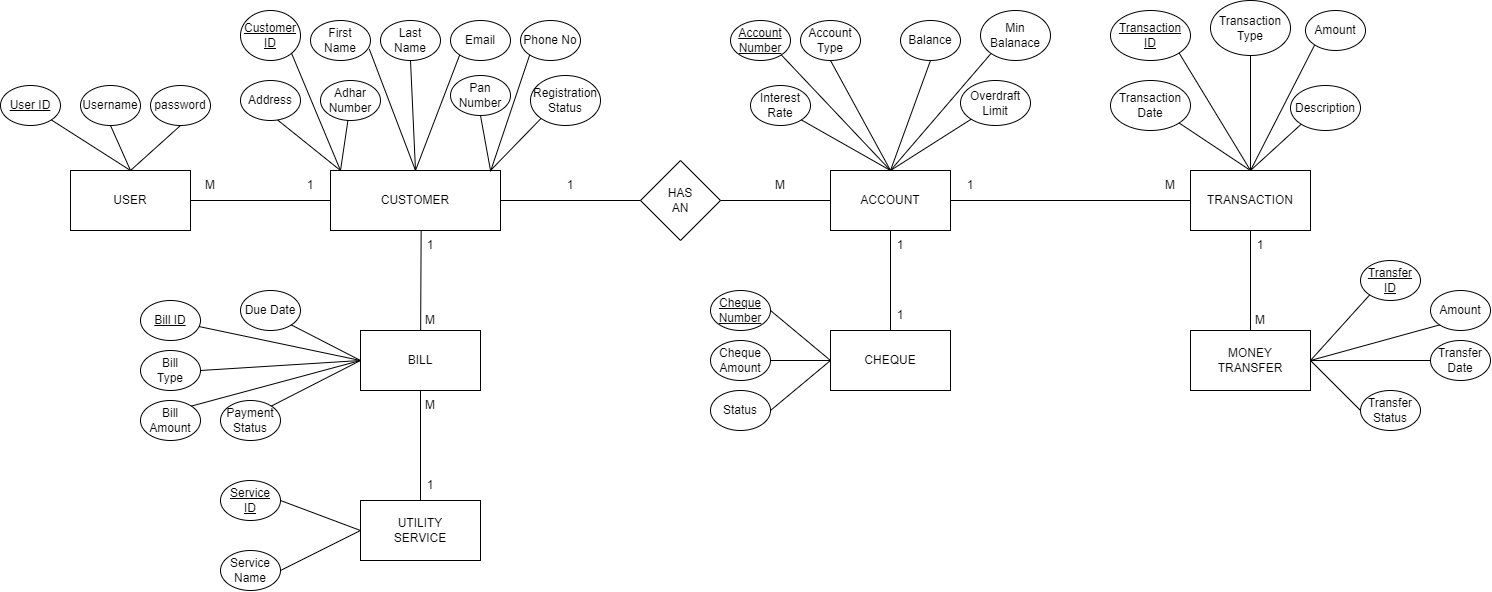 Customer
ID
First
Name
Last
Name
Email
Phone No
Account
Number
Account
Type
Balance
Min
Balanace
Transaction
ID
Transaction
Type
Amount
User ID
Username
password
Address
Adhar
Number
Pan
Number
Registration
Status
Interest
Rate
Overdraft
Limit
Transaction
Date
Description
USER
M
1
CUSTOMER
1
HAS
AN
M
ACCOUNT
1
M
TRANSACTION
1
1
1
Bill ID
Due Date
M
Bill
Type
Bill
Amount
Payment
Status
BILL
M
Cheque
Number
Cheque
Amount
Status
1
CHEQUE
Transfer
ID
Amount
M
MONEY
TRANSFER
Transfer
Date
Transfer
Status
1
Service
ID
Service
Name
UTILITY
SERVICE